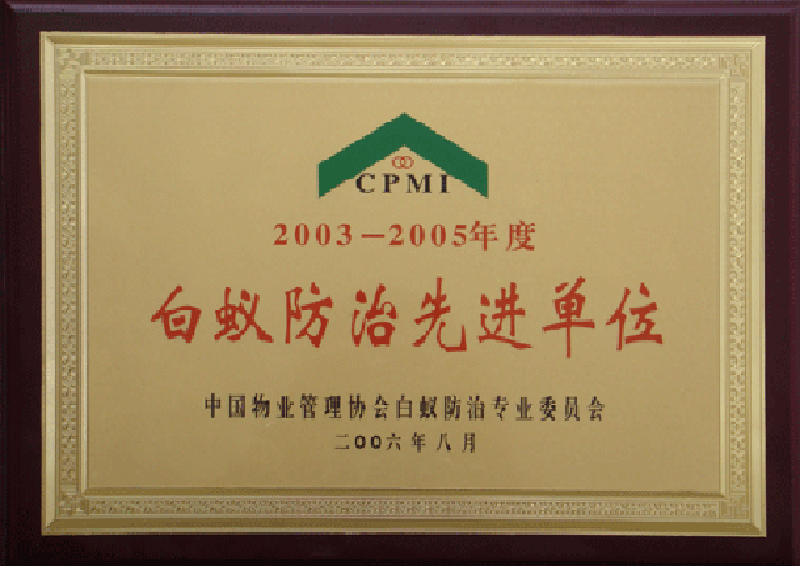 CPMI
2003－2005年度
白蚁防治先进单位
中国物业管理协会白蚁防治专业委员会
二OO六年八月